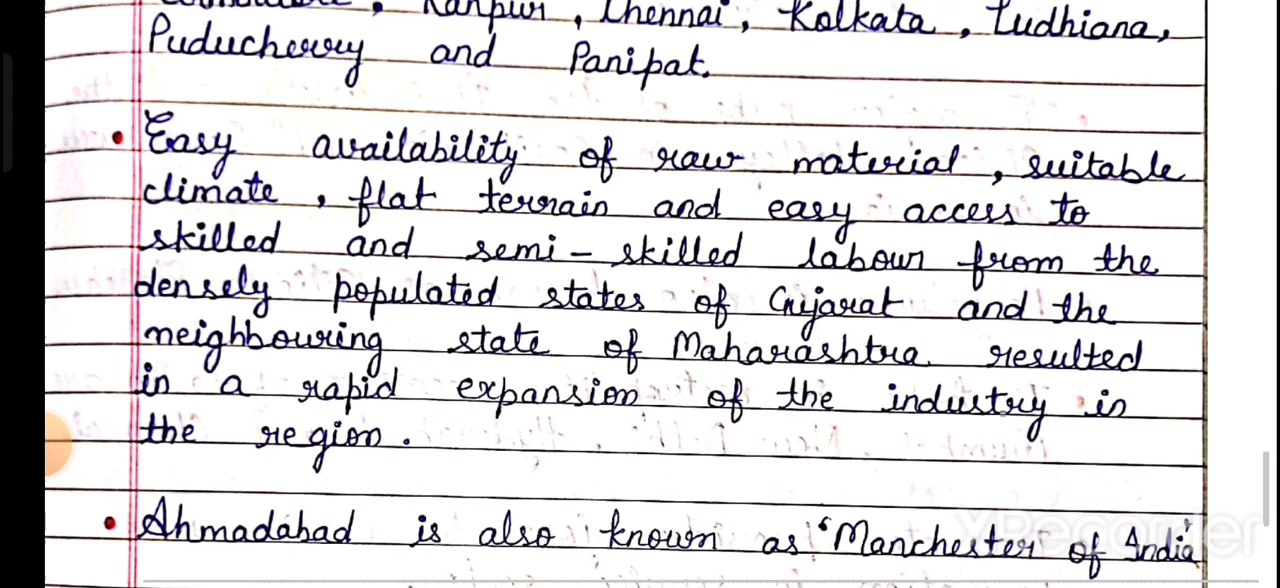 , Kanpur, Chennai, Kolkata, Ludhiana,
Puducherry and Panipat.
• Easy availability of raw material, suitable
climate, flat terrain and easy access to
skilled and semi-skilled labour from the
densely populated states of Gujarat and the
neighbouring state of Maharashtra resulted
in a rapid expansion of the industry in
the region.
• Ahmadabad is also known as 'Manchester of India'
XRecorder